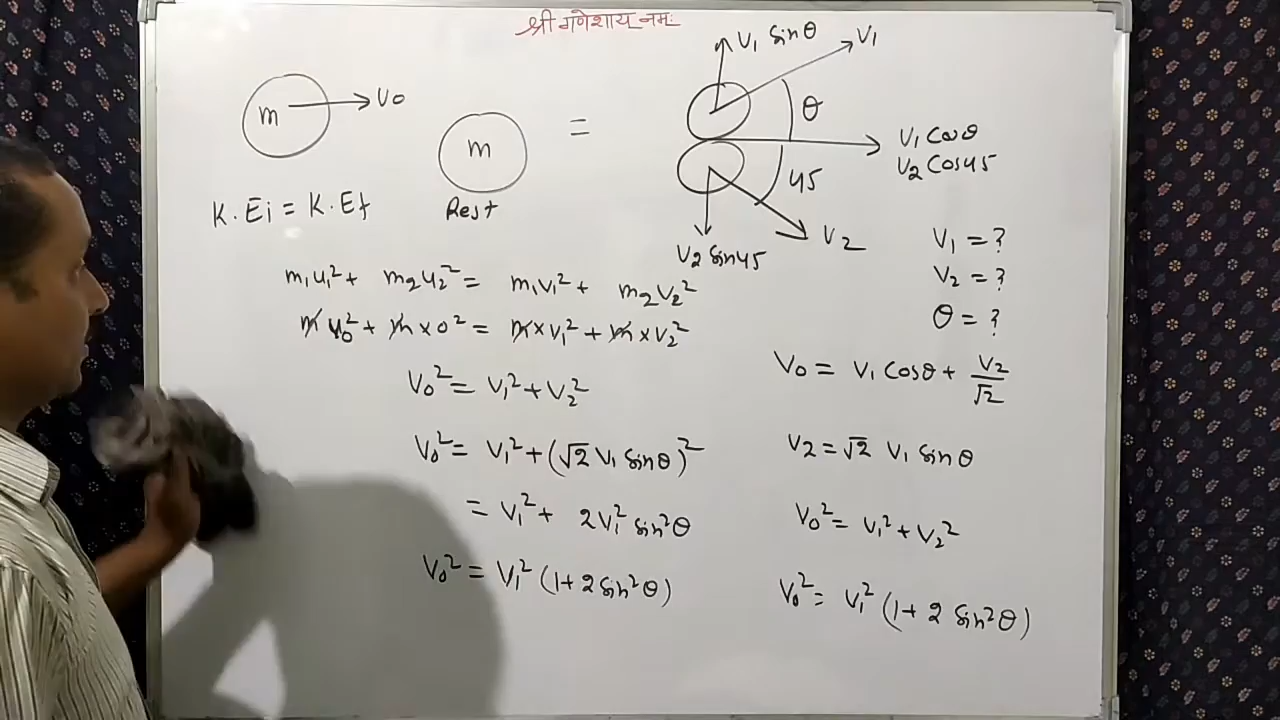 श्री गणेशाय नमः
m
V0
m
Rest
=
V1 Sinθ
V1
θ
V1 Cosθ
V2 Cos45
45
V2
V2 Sin45
K.Ei = K.Ef
m1u1² + m2u2² = m1v1² + m2v2²
m u0² + m×0² = m×v1² + m×v2²
V0² = V1² + V2²
V0² = V1² + (√2 V1 Sinθ)²
= V1² + 2V1² Sin²θ
V0² = V1² (1+2Sin²θ)
V1 = ?
V2 = ?
θ = ?
V0 = V1 Cosθ + V2/√2
V2 = √2 V1 Sinθ
V0² = V1² + V2²
V0² = V1² (1+ 2 Sin²θ)